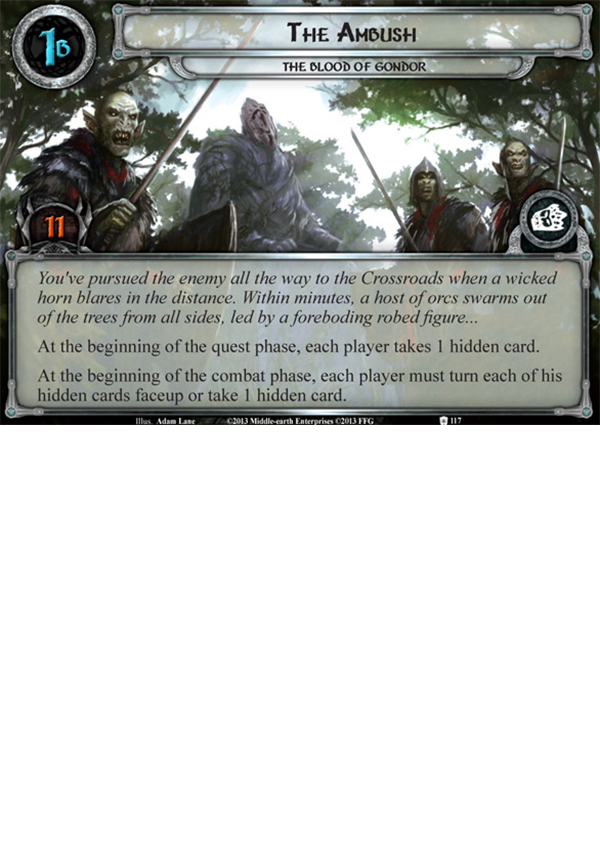 1B
THE AMBUSH
THE BLOOD OF GONDOR
11
You've pursued the enemy all the way to the Crossroads when a wicked
horn blares in the distance. Within minutes, a host of orcs swarms out
of the trees from all sides, led by a foreboding robed figure...
At the beginning of the quest phase, each player takes 1 hidden card.
At the beginning of the combat phase, each player must turn each of his
hidden cards faceup or take 1 hidden card.
Illus. Adam Lane ©2013 Middle-earth Enterprises ©2013 FFG 117